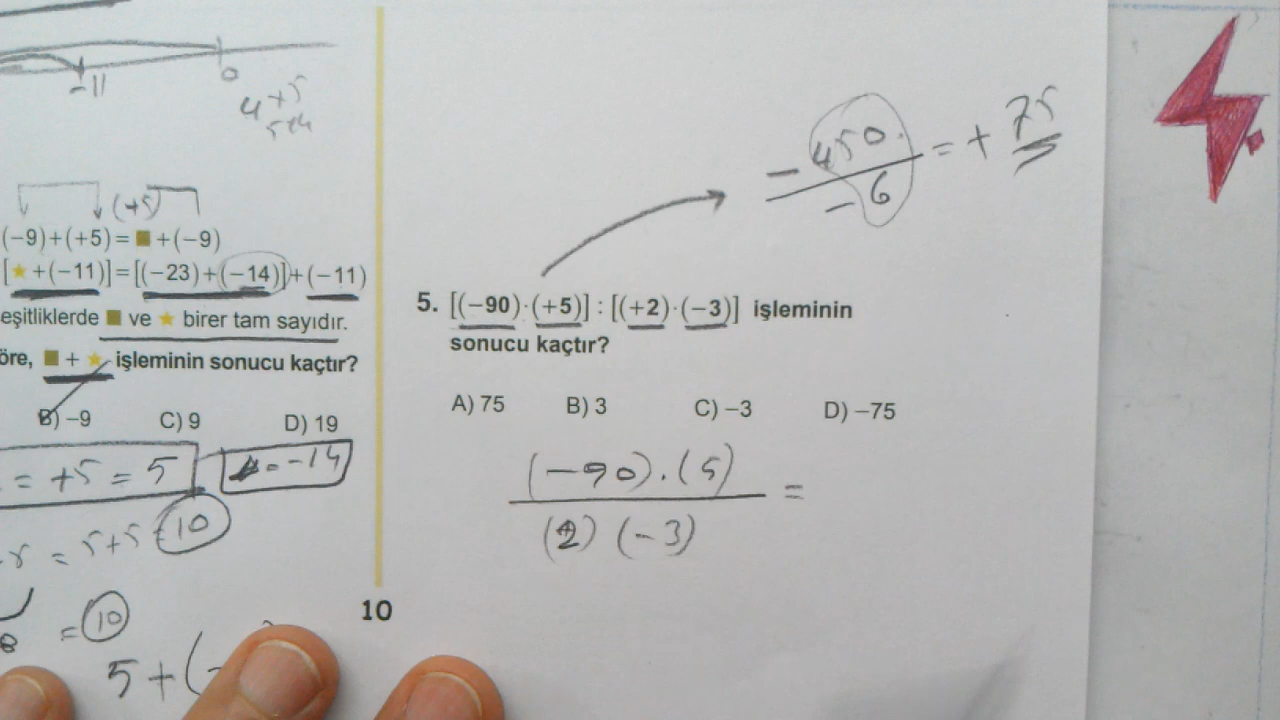 -11
0
4+5
5+4
(+5)
(−9)+(+5)= ■ +(−9)
[★ +(−11)]=[(−23)+(−14)]+(−11)
eşitliklerde ■ ve ★ birer tam sayıdır.
öre, ■ + ★ işleminin sonucu kaçtır?
B) −9 C) 9 D) 19
= +5 = 5
= -14
= 5+5 = 10
= 10
5+(-
10
-450 / -6 = + 75
5. [(−90)·(+5)] : [(+2)·(−3)] işleminin
sonucu kaçtır?
A) 75 B) 3 C) −3 D) −75
(-90).(5)
=
(2) (-3)